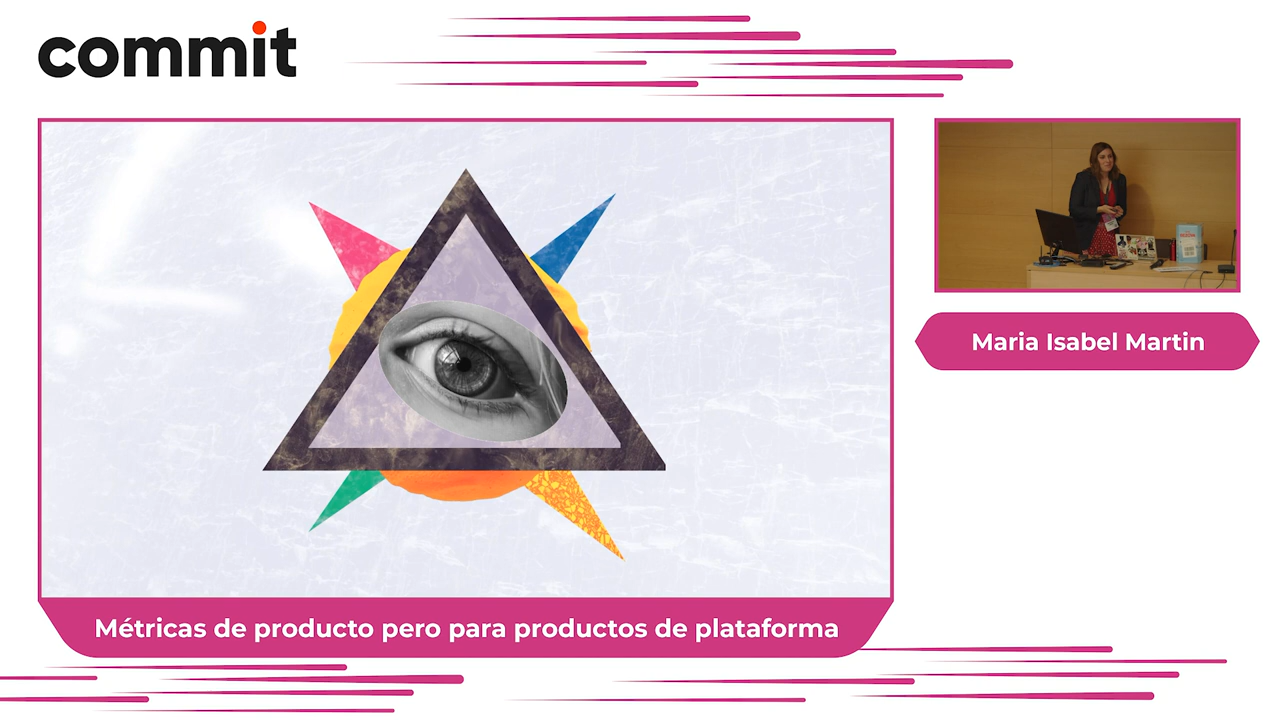 commit
Maria Isabel Martin
Métricas de producto pero para productos de plataforma